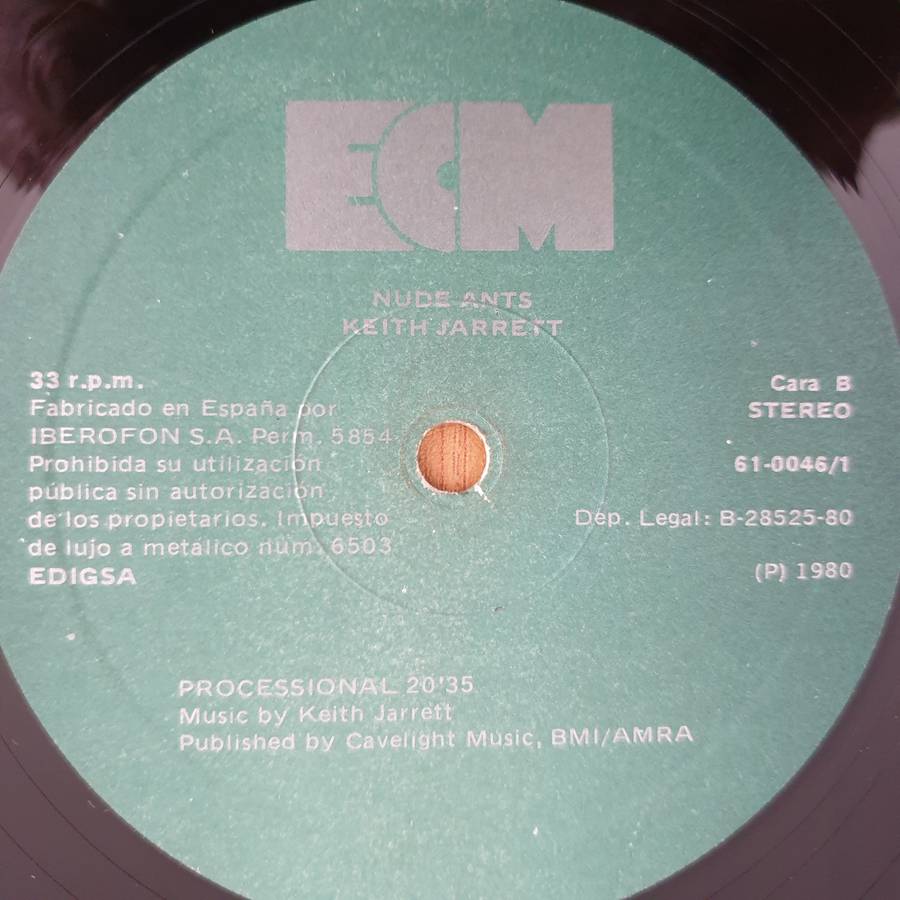 ECM
NUDE ANTS
KEITH JARRETT
33 r.p.m.
Fabricado en España por
IBEROFON S.A. Perm. 5854
Prohibida su utilización
pública sin autorización
de los propietarios. Impuesto
de lujo a metálico núm. 6503
EDIGSA
Cara B
STEREO
61-0046/1
Dep. Legal: B-28525-80
(P) 1980
PROCESSIONAL 20'35
Music by Keith Jarrett
Published by Cavelight Music, BMI/AMRA